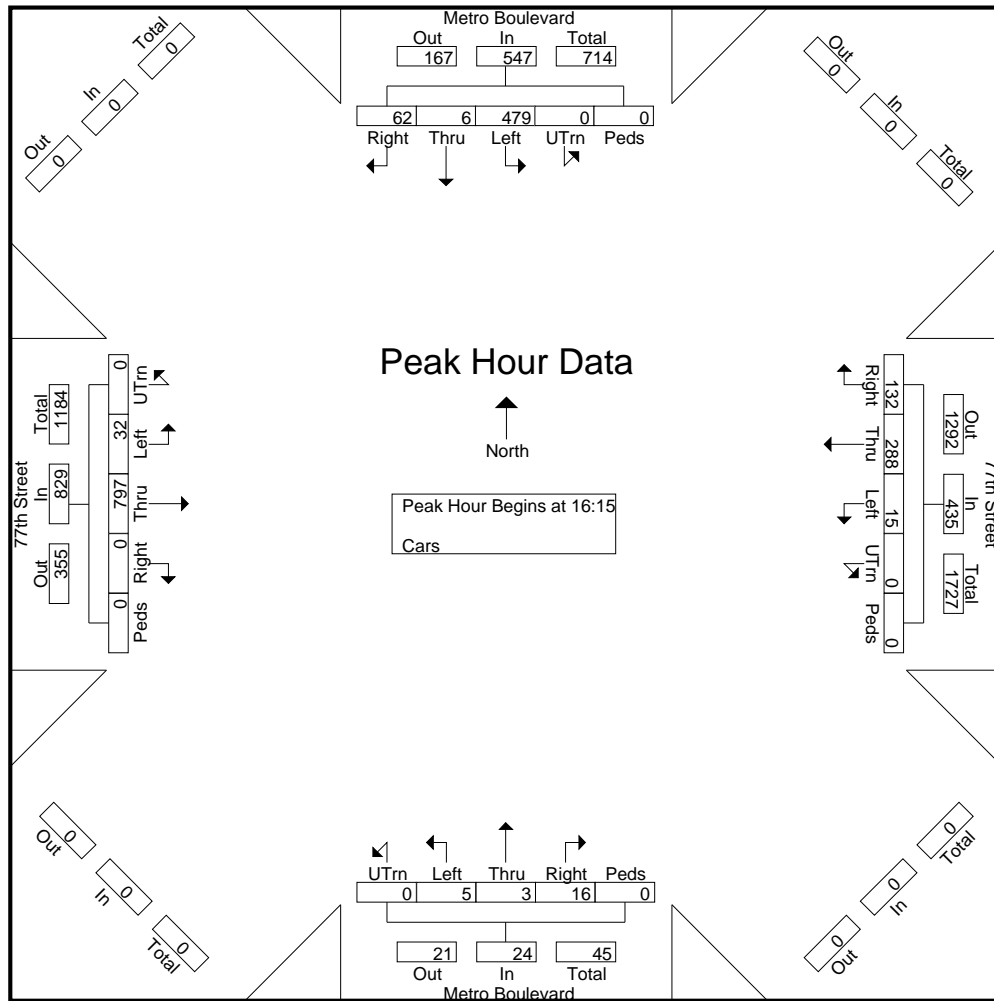 Metro Boulevard
Out In Total
167 547 714
62 6 479 0 0
Right Thru Left UTrn Peds
Total 0
In 0
Out 0
Out 0
In 0
Total 0
Peak Hour Data
North
Peak Hour Begins at 16:15
Cars
77th Street
Total In Out
1184 829 355
0 32 797 0 0
UTrn Left Thru Right Peds
Right Thru Left UTrn Peds
132 288 15 0 0
Out In Total
1292 435 1727
77th Street
Out 0
In 0
Total 0
Total 0
In 0
Out 0
UTrn Left Thru Right Peds
0 5 3 16 0
21 24 45
Out In Total
Metro Boulevard